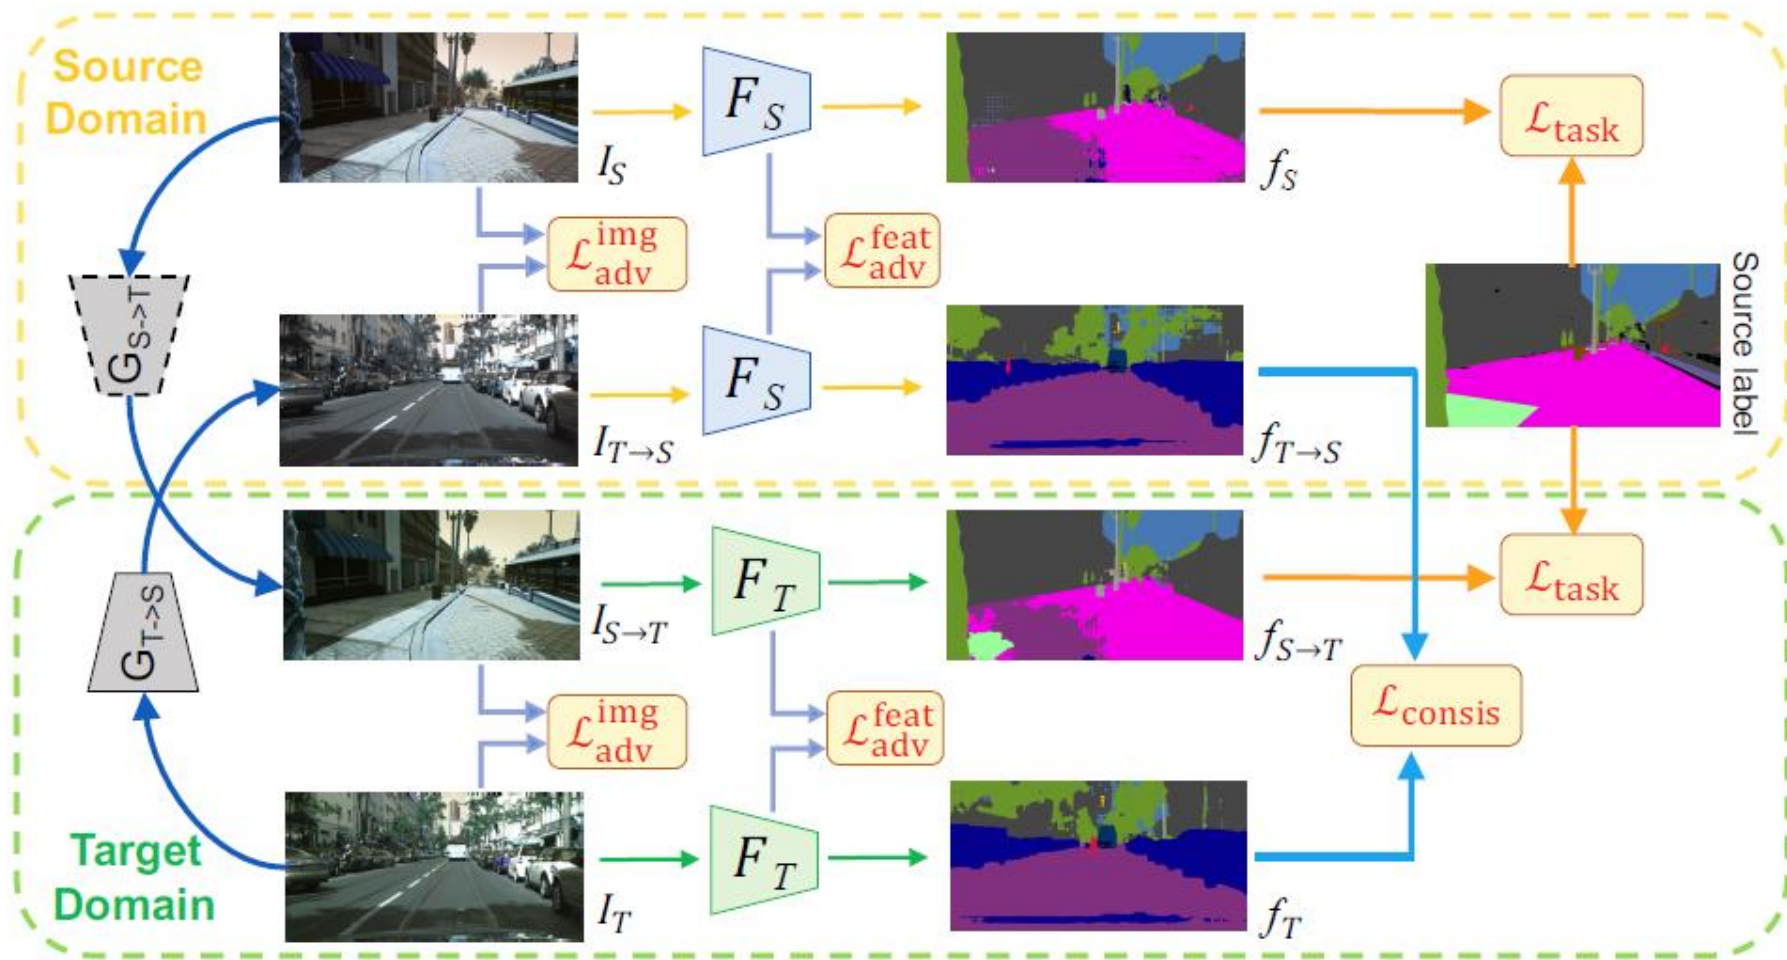 Source
Domain
I_S
F_S
f_S
ℒ_task
ℒ_adv^img
ℒ_adv^feat
G_S->T
Source label
I_T→S
F_S
f_T→S
G_T->S
I_S→T
F_T
f_S→T
ℒ_task
ℒ_adv^img
ℒ_adv^feat
ℒ_consis
Target
Domain
I_T
F_T
f_T